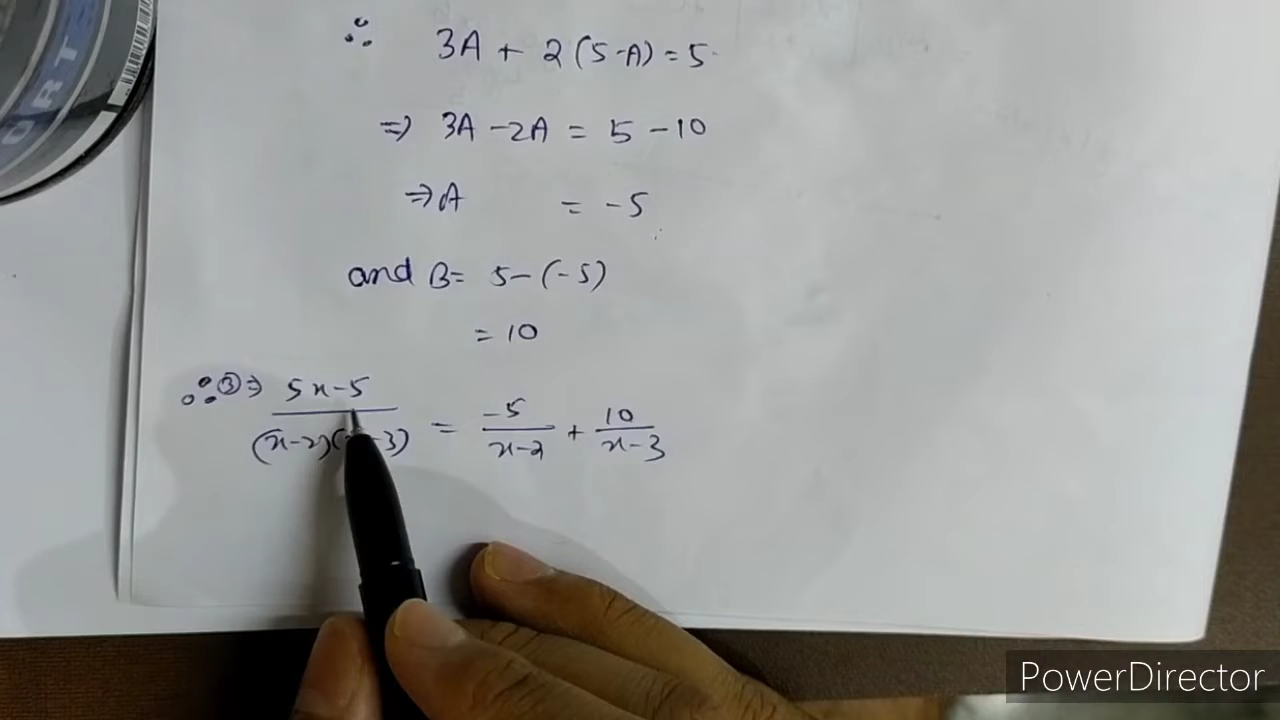 ORT
∴ 3A + 2(5-A) = 5
⇒ 3A - 2A = 5 - 10
⇒ A = -5
and B = 5 - (-5)
= 10
∴ ③ ⇒ (5x-5)/((x-2)(x-3)) = -5/(x-2) + 10/(x-3)
PowerDirector